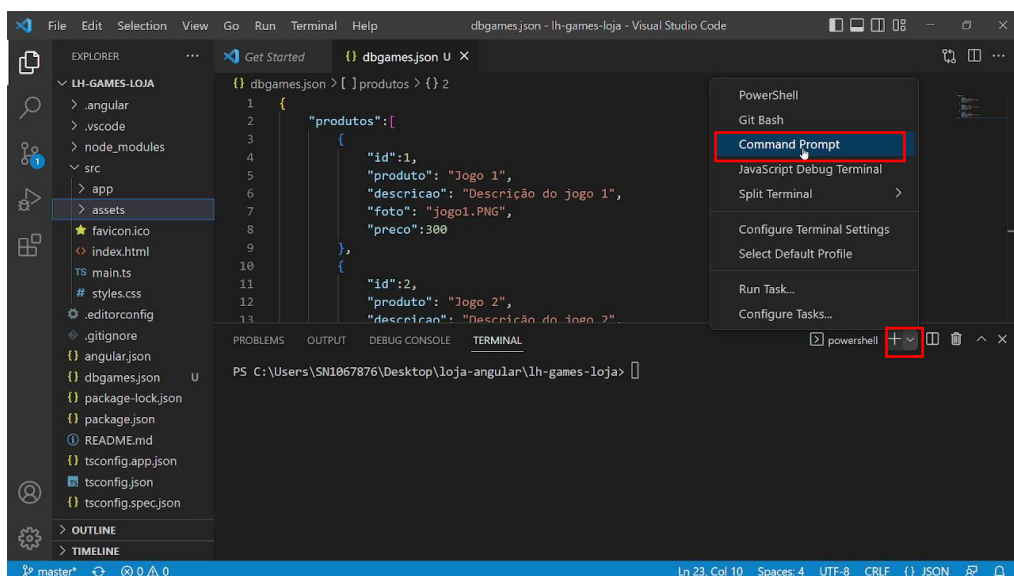 File Edit Selection View Go Run Terminal Help dbgames.json - lh-games-loja - Visual Studio Code
EXPLORER
LH-GAMES-LOJA
.angular
.vscode
node_modules
src
app
assets
favicon.ico
index.html
TS main.ts
# styles.css
.editorconfig
.gitignore
{} angular.json
{} dbgames.json U
{} package-lock.json
{} package.json
README.md
{} tsconfig.app.json
TS tsconfig.json
{} tsconfig.spec.json
OUTLINE
TIMELINE
1
Get Started {} dbgames.json U
{} dbgames.json > [ ] produtos > {} 2
1 {
2 "produtos":[
3 {
4 "id":1,
5 "produto": "Jogo 1",
6 "descricao": "Descrição do jogo 1",
7 "foto": "jogo1.PNG",
8 "preco":300
9 },
10 {
11 "id":2,
12 "produto": "Jogo 2",
13 "descricao": "Descrição do jogo 2",
PowerShell
Git Bash
Command Prompt
JavaScript Debug Terminal
Split Terminal
Configure Terminal Settings
Select Default Profile
Run Task...
Configure Tasks...
PROBLEMS OUTPUT DEBUG CONSOLE TERMINAL powershell
PS C:\Users\SN1067876\Desktop\loja-angular\lh-games-loja>
master* 0 0 Ln 23, Col 10 Spaces: 4 UTF-8 CRLF {} JSON